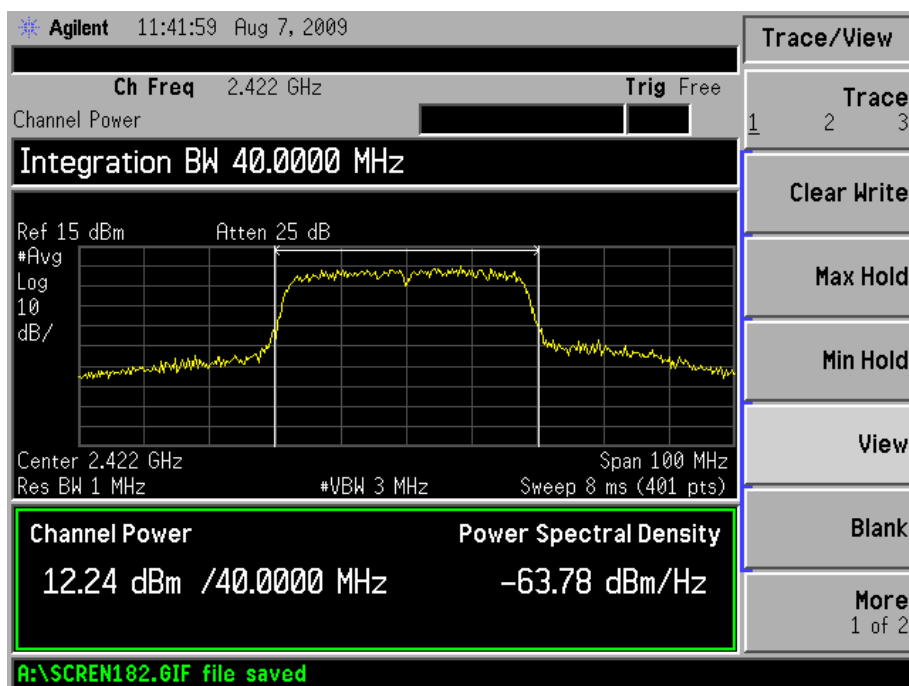 Agilent 11:41:59 Aug 7, 2009
Ch Freq 2.422 GHz Trig Free
Channel Power
Integration BW 40.0000 MHz
Ref 15 dBm Atten 25 dB
#Avg
Log
10
dB/
Center 2.422 GHz Span 100 MHz
Res BW 1 MHz #VBW 3 MHz Sweep 8 ms (401 pts)
Channel Power Power Spectral Density
12.24 dBm /40.0000 MHz -63.78 dBm/Hz
A:\SCREN182.GIF file saved
Trace/View
Trace
1 2 3
Clear Write
Max Hold
Min Hold
View
Blank
More
1 of 2